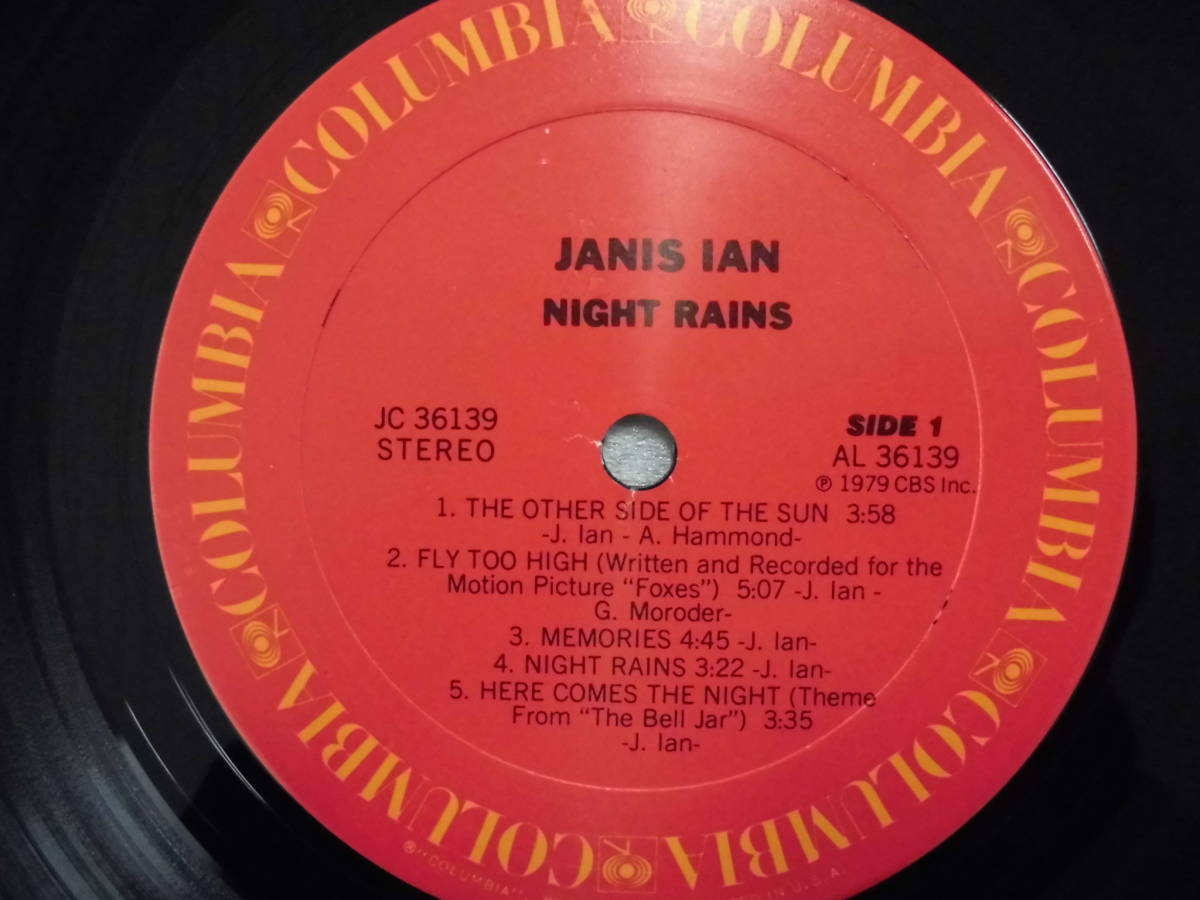 COLUMBIA COLUMBIA COLUMBIA COLUMBIA COLUMBIA COLUMBIA
JANIS IAN
NIGHT RAINS
JC 36139
STEREO
SIDE 1
AL 36139
℗ 1979 CBS Inc.
1. THE OTHER SIDE OF THE SUN 3:58
-J. Ian - A. Hammond-
2. FLY TOO HIGH (Written and Recorded for the
Motion Picture "Foxes") 5:07 -J. Ian -
G. Moroder-
3. MEMORIES 4:45 -J. Ian-
4. NIGHT RAINS 3:22 -J. Ian-
5. HERE COMES THE NIGHT (Theme
From "The Bell Jar") 3:35
-J. Ian-
® "COLUMBIA" IN U.S.A.